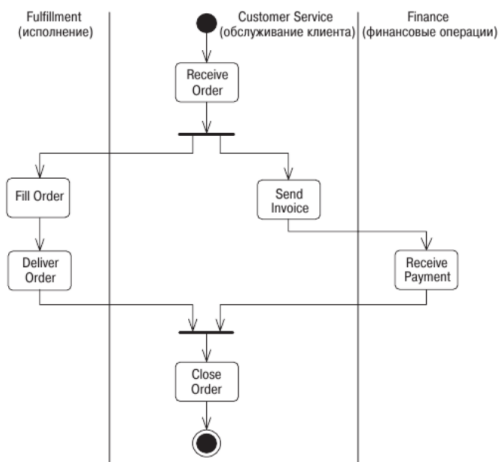 Fulfillment
(исполнение)
Customer Service
(обслуживание клиента)
Finance
(финансовые операции)
Receive
Order
Fill Order
Send
Invoice
Deliver
Order
Receive
Payment
Close
Order